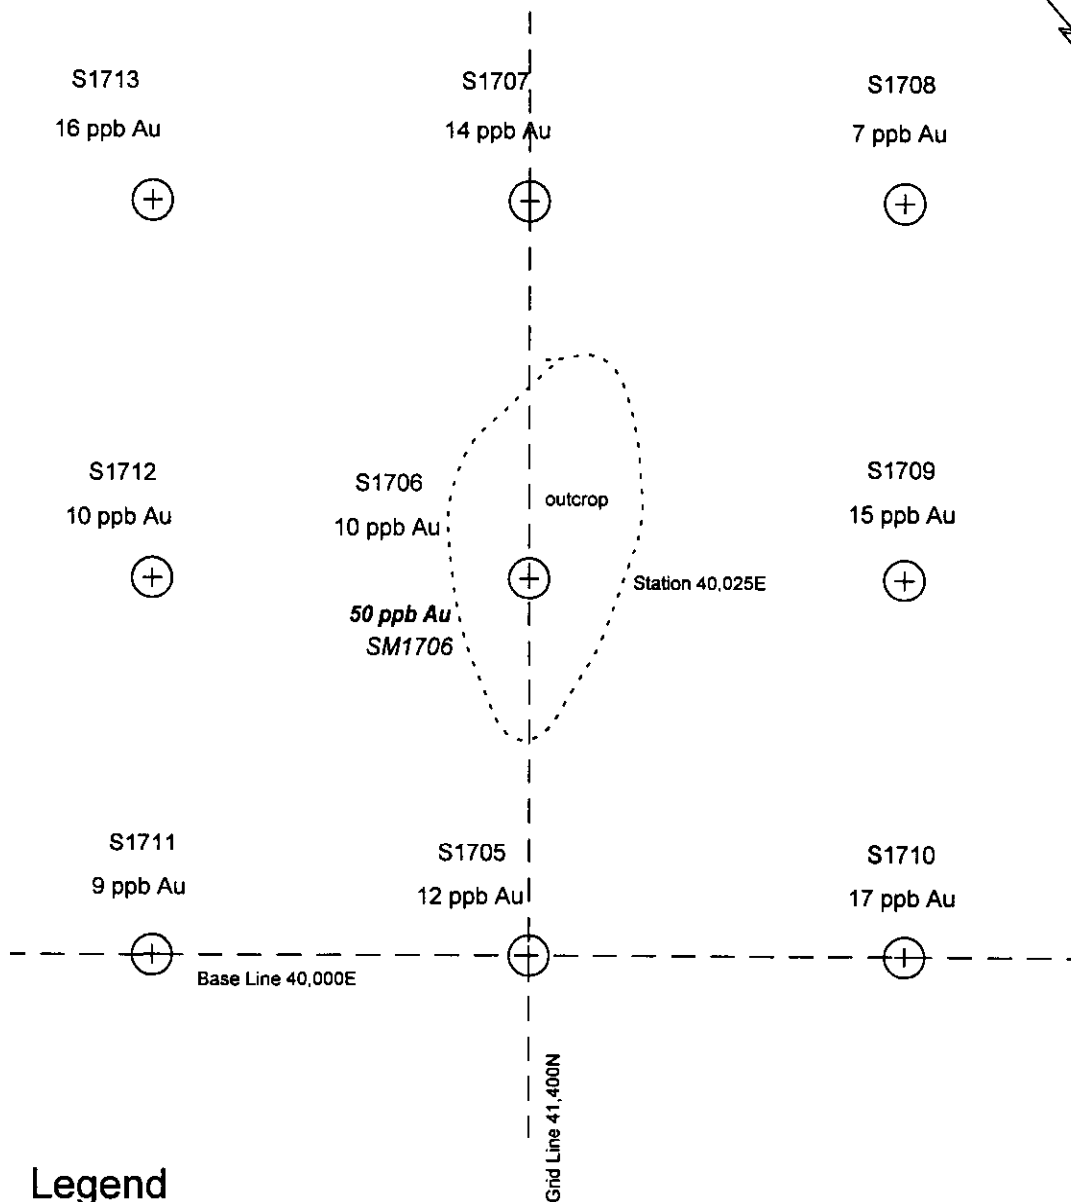 S1713
16 ppb Au
S1707
14 ppb Au
S1708
7 ppb Au
S1712
10 ppb Au
S1706
10 ppb Au
outcrop
S1709
15 ppb Au
Station 40,025E
50 ppb Au
SM1706
S1711
9 ppb Au
S1705
12 ppb Au
S1710
17 ppb Au
Base Line 40,000E
Grid Line 41,400N
Legend